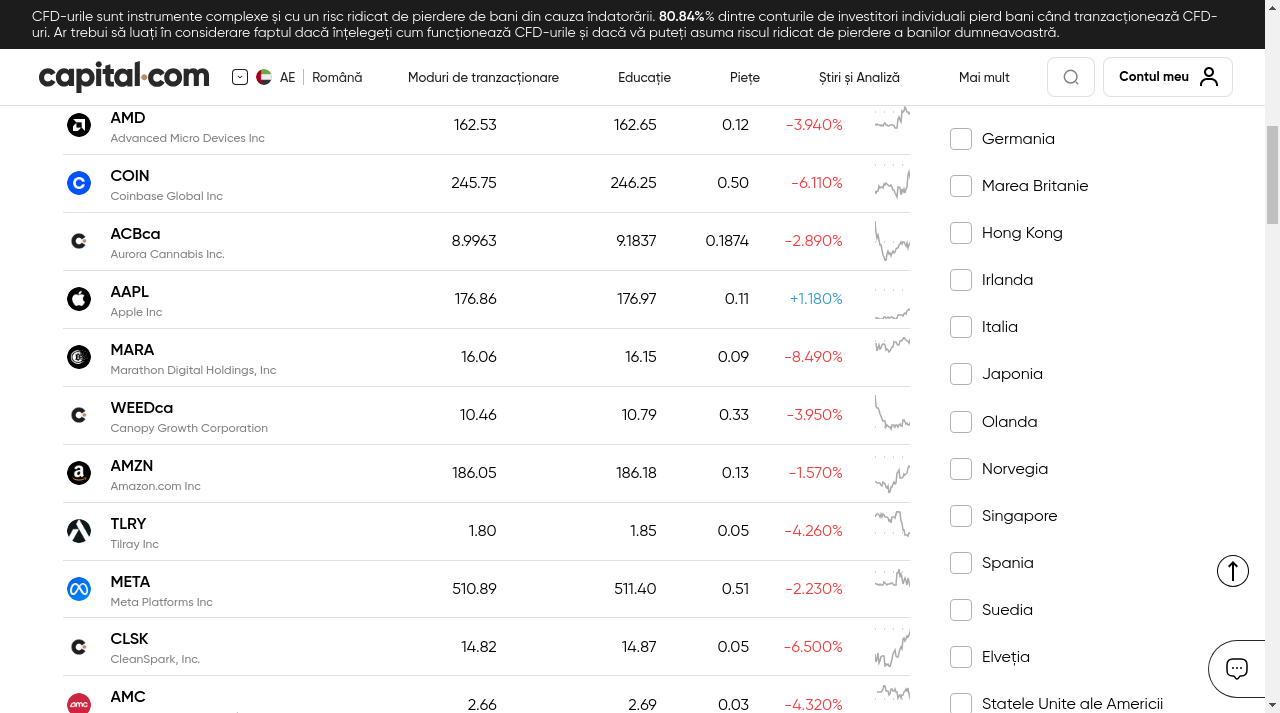 CFD-urile sunt instrumente complexe și cu un risc ridicat de pierdere de bani din cauza îndatorării. 80.84%% dintre conturile de investitori individuali pierd bani când tranzacționează CFD-
uri. Ar trebui să luați în considerare faptul dacă înțelegeți cum funcționează CFD-urile și dacă vă puteți asuma riscul ridicat de pierdere a banilor dumneavoastră.
capital.com AE Română Moduri de tranzacționare Educație Piețe Știri și Analiză Mai mult Contul meu
AMD 162.53 162.65 0.12 -3.940%
Advanced Micro Devices Inc
COIN 245.75 246.25 0.50 -6.110%
Coinbase Global Inc
ACBca 8.9963 9.1837 0.1874 -2.890%
Aurora Cannabis Inc.
AAPL 176.86 176.97 0.11 +1.180%
Apple Inc
MARA 16.06 16.15 0.09 -8.490%
Marathon Digital Holdings, Inc
WEEDca 10.46 10.79 0.33 -3.950%
Canopy Growth Corporation
AMZN 186.05 186.18 0.13 -1.570%
Amazon.com Inc
TLRY 1.80 1.85 0.05 -4.260%
Tilray Inc
META 510.89 511.40 0.51 -2.230%
Meta Platforms Inc
CLSK 14.82 14.87 0.05 -6.500%
CleanSpark, Inc.
AMC 2.66 2.69 0.03 -4.320%
Germania
Marea Britanie
Hong Kong
Irlanda
Italia
Japonia
Olanda
Norvegia
Singapore
Spania
Suedia
Elveția
Statele Unite ale Americii